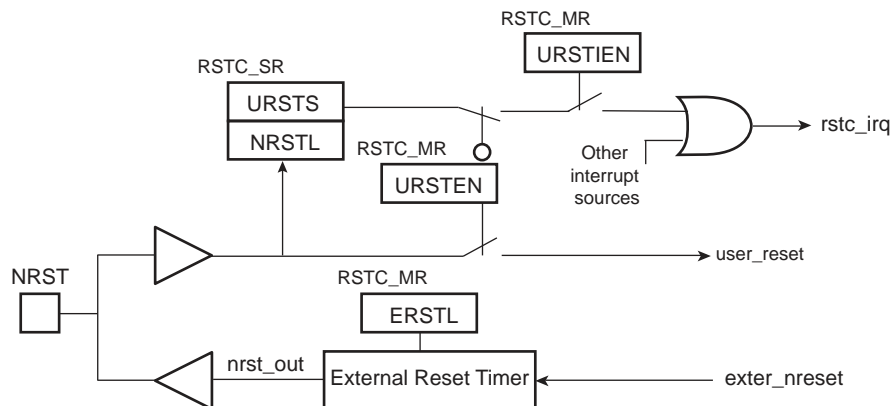 RSTC_MR
URSTIEN
RSTC_SR
URSTS
NRSTL
rstc_irq
RSTC_MR
URSTEN
Other
interrupt
sources
user_reset
NRST
RSTC_MR
ERSTL
nrst_out
External Reset Timer
exter_nreset